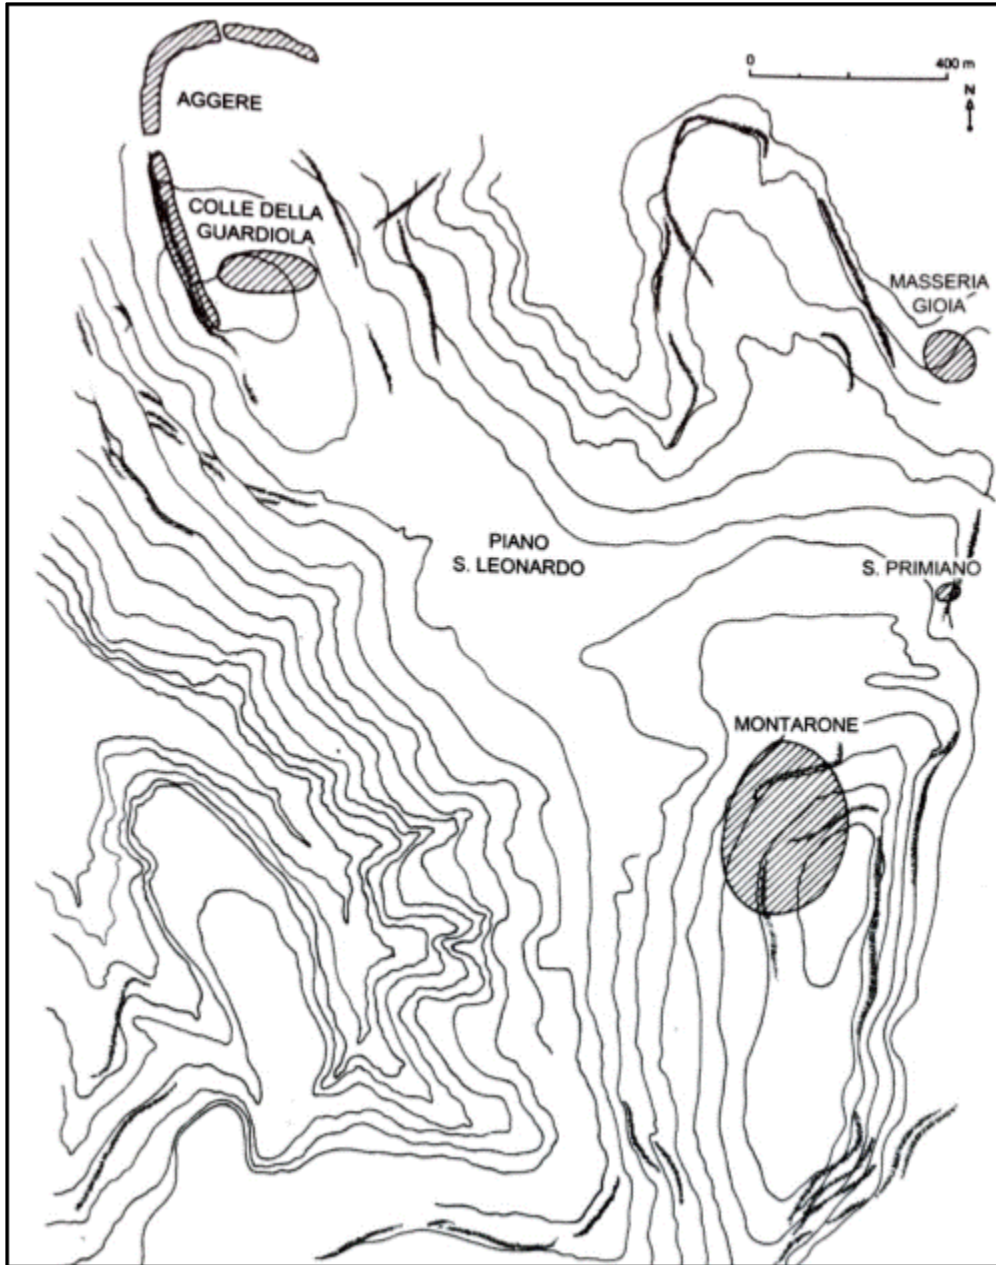 0 400 m
N
AGGERE
COLLE DELLA
GUARDIOLA
MASSERIA
GIOIA
PIANO
S. LEONARDO
S. PRIMIANO
MONTARONE